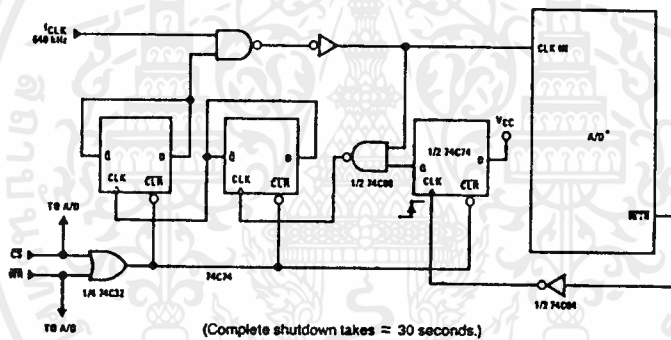 fCLK
640 kHz
CLK IN
A/D*
VCC
1/2 74C74
Q
D
CLK
CLR
Q
D
CLK
CLR
Q
D
CLK
CLR
1/2 74C00
TO A/D
CS
WR
1/4 74C32
74C74
INTR
1/2 74C04
TO A/D
(Complete shutdown takes ≈ 30 seconds.)